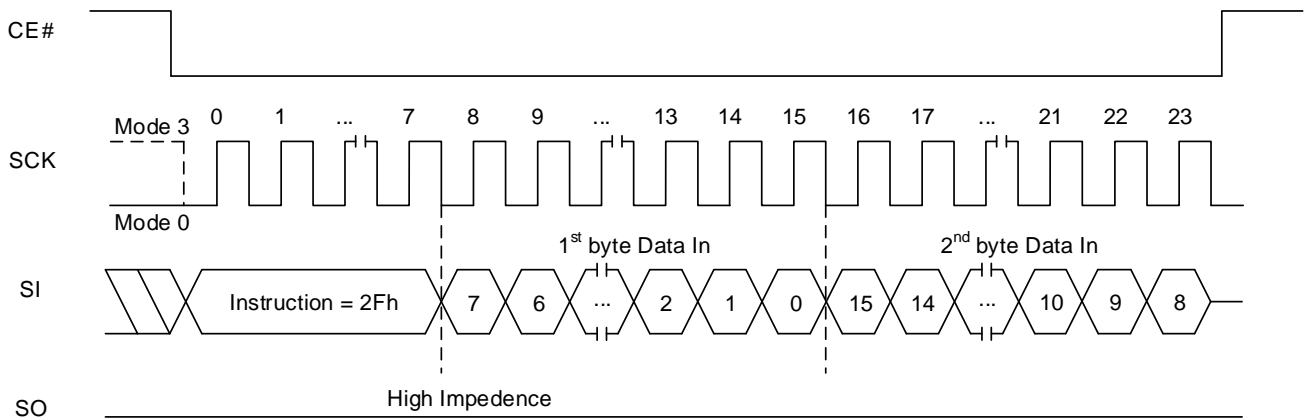 CE#
Mode 3
0 1 ... 7 8 9 ... 13 14 15 16 17 ... 21 22 23
SCK
Mode 0
1st byte Data In 2nd byte Data In
SI
Instruction = 2Fh 7 6 ... 2 1 0 15 14 ... 10 9 8
High Impedence
SO